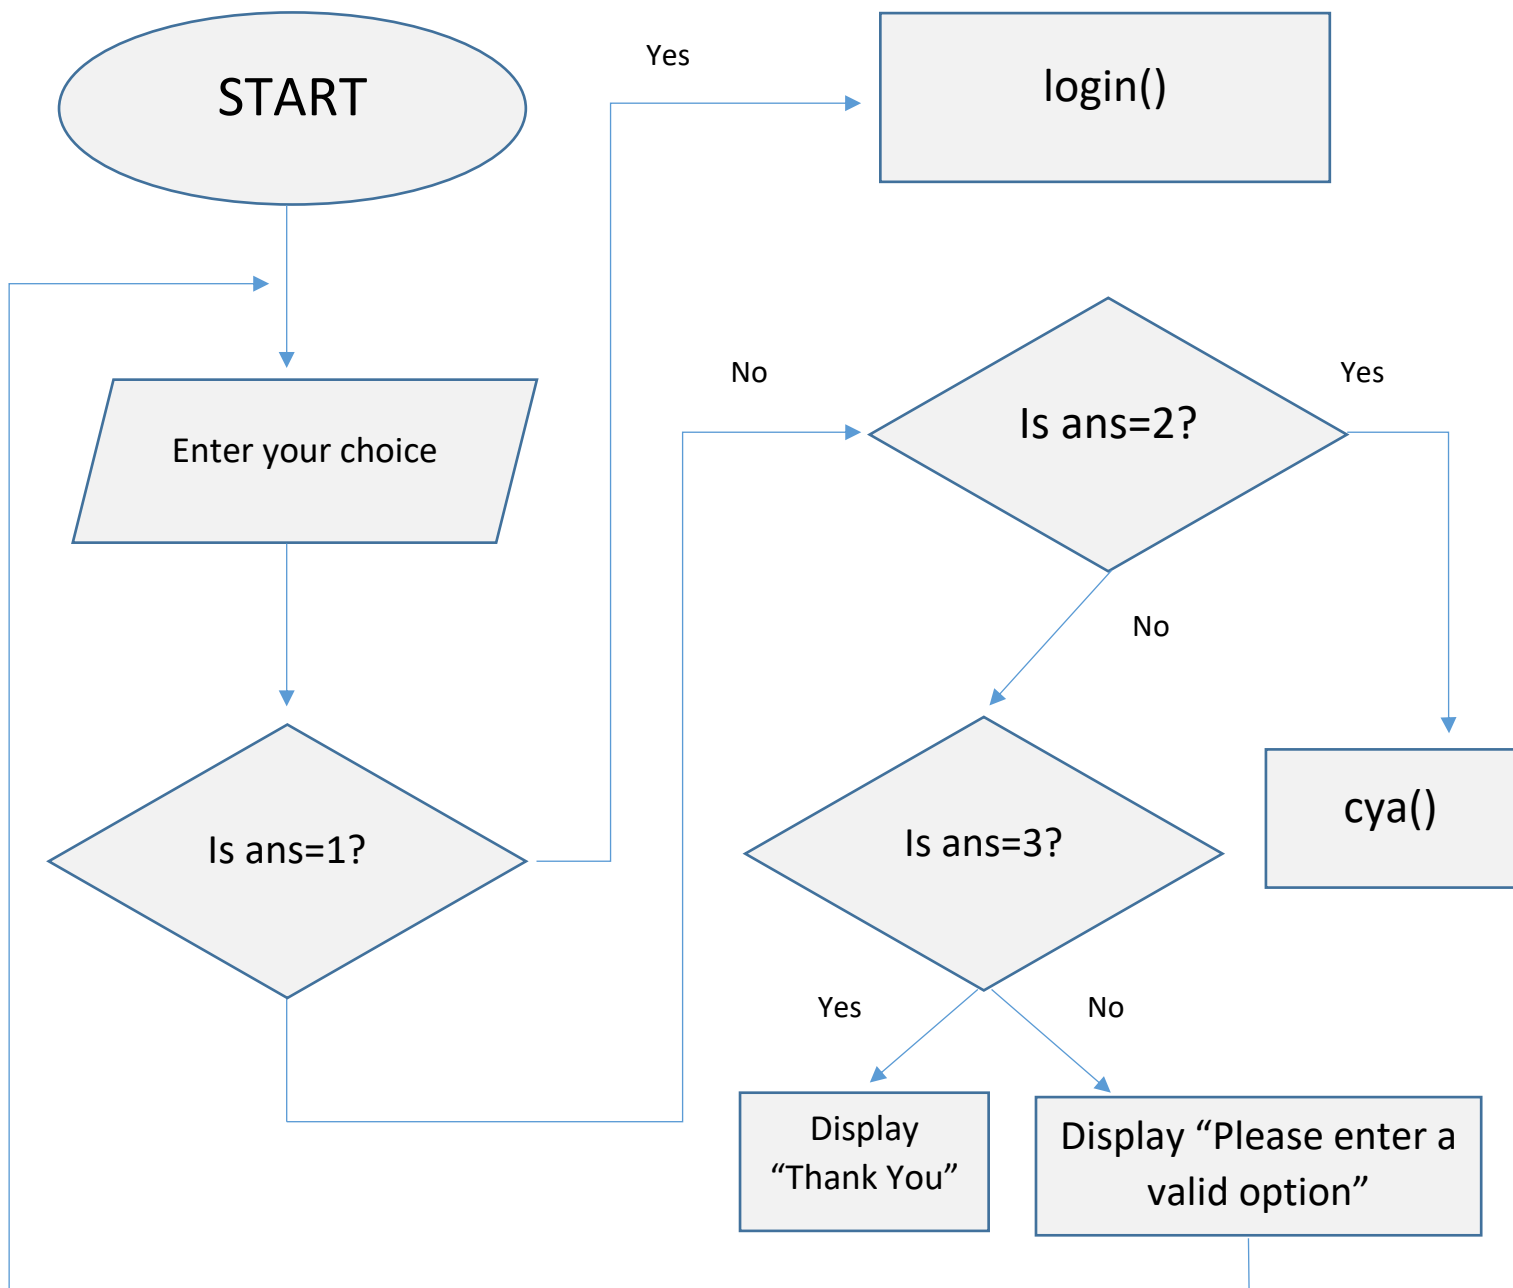 START
Yes
login()
No
Is ans=2?
Yes
Enter your choice
No
Is ans=1?
Is ans=3?
cya()
Yes
No
Display
“Thank You”
Display “Please enter a
valid option”